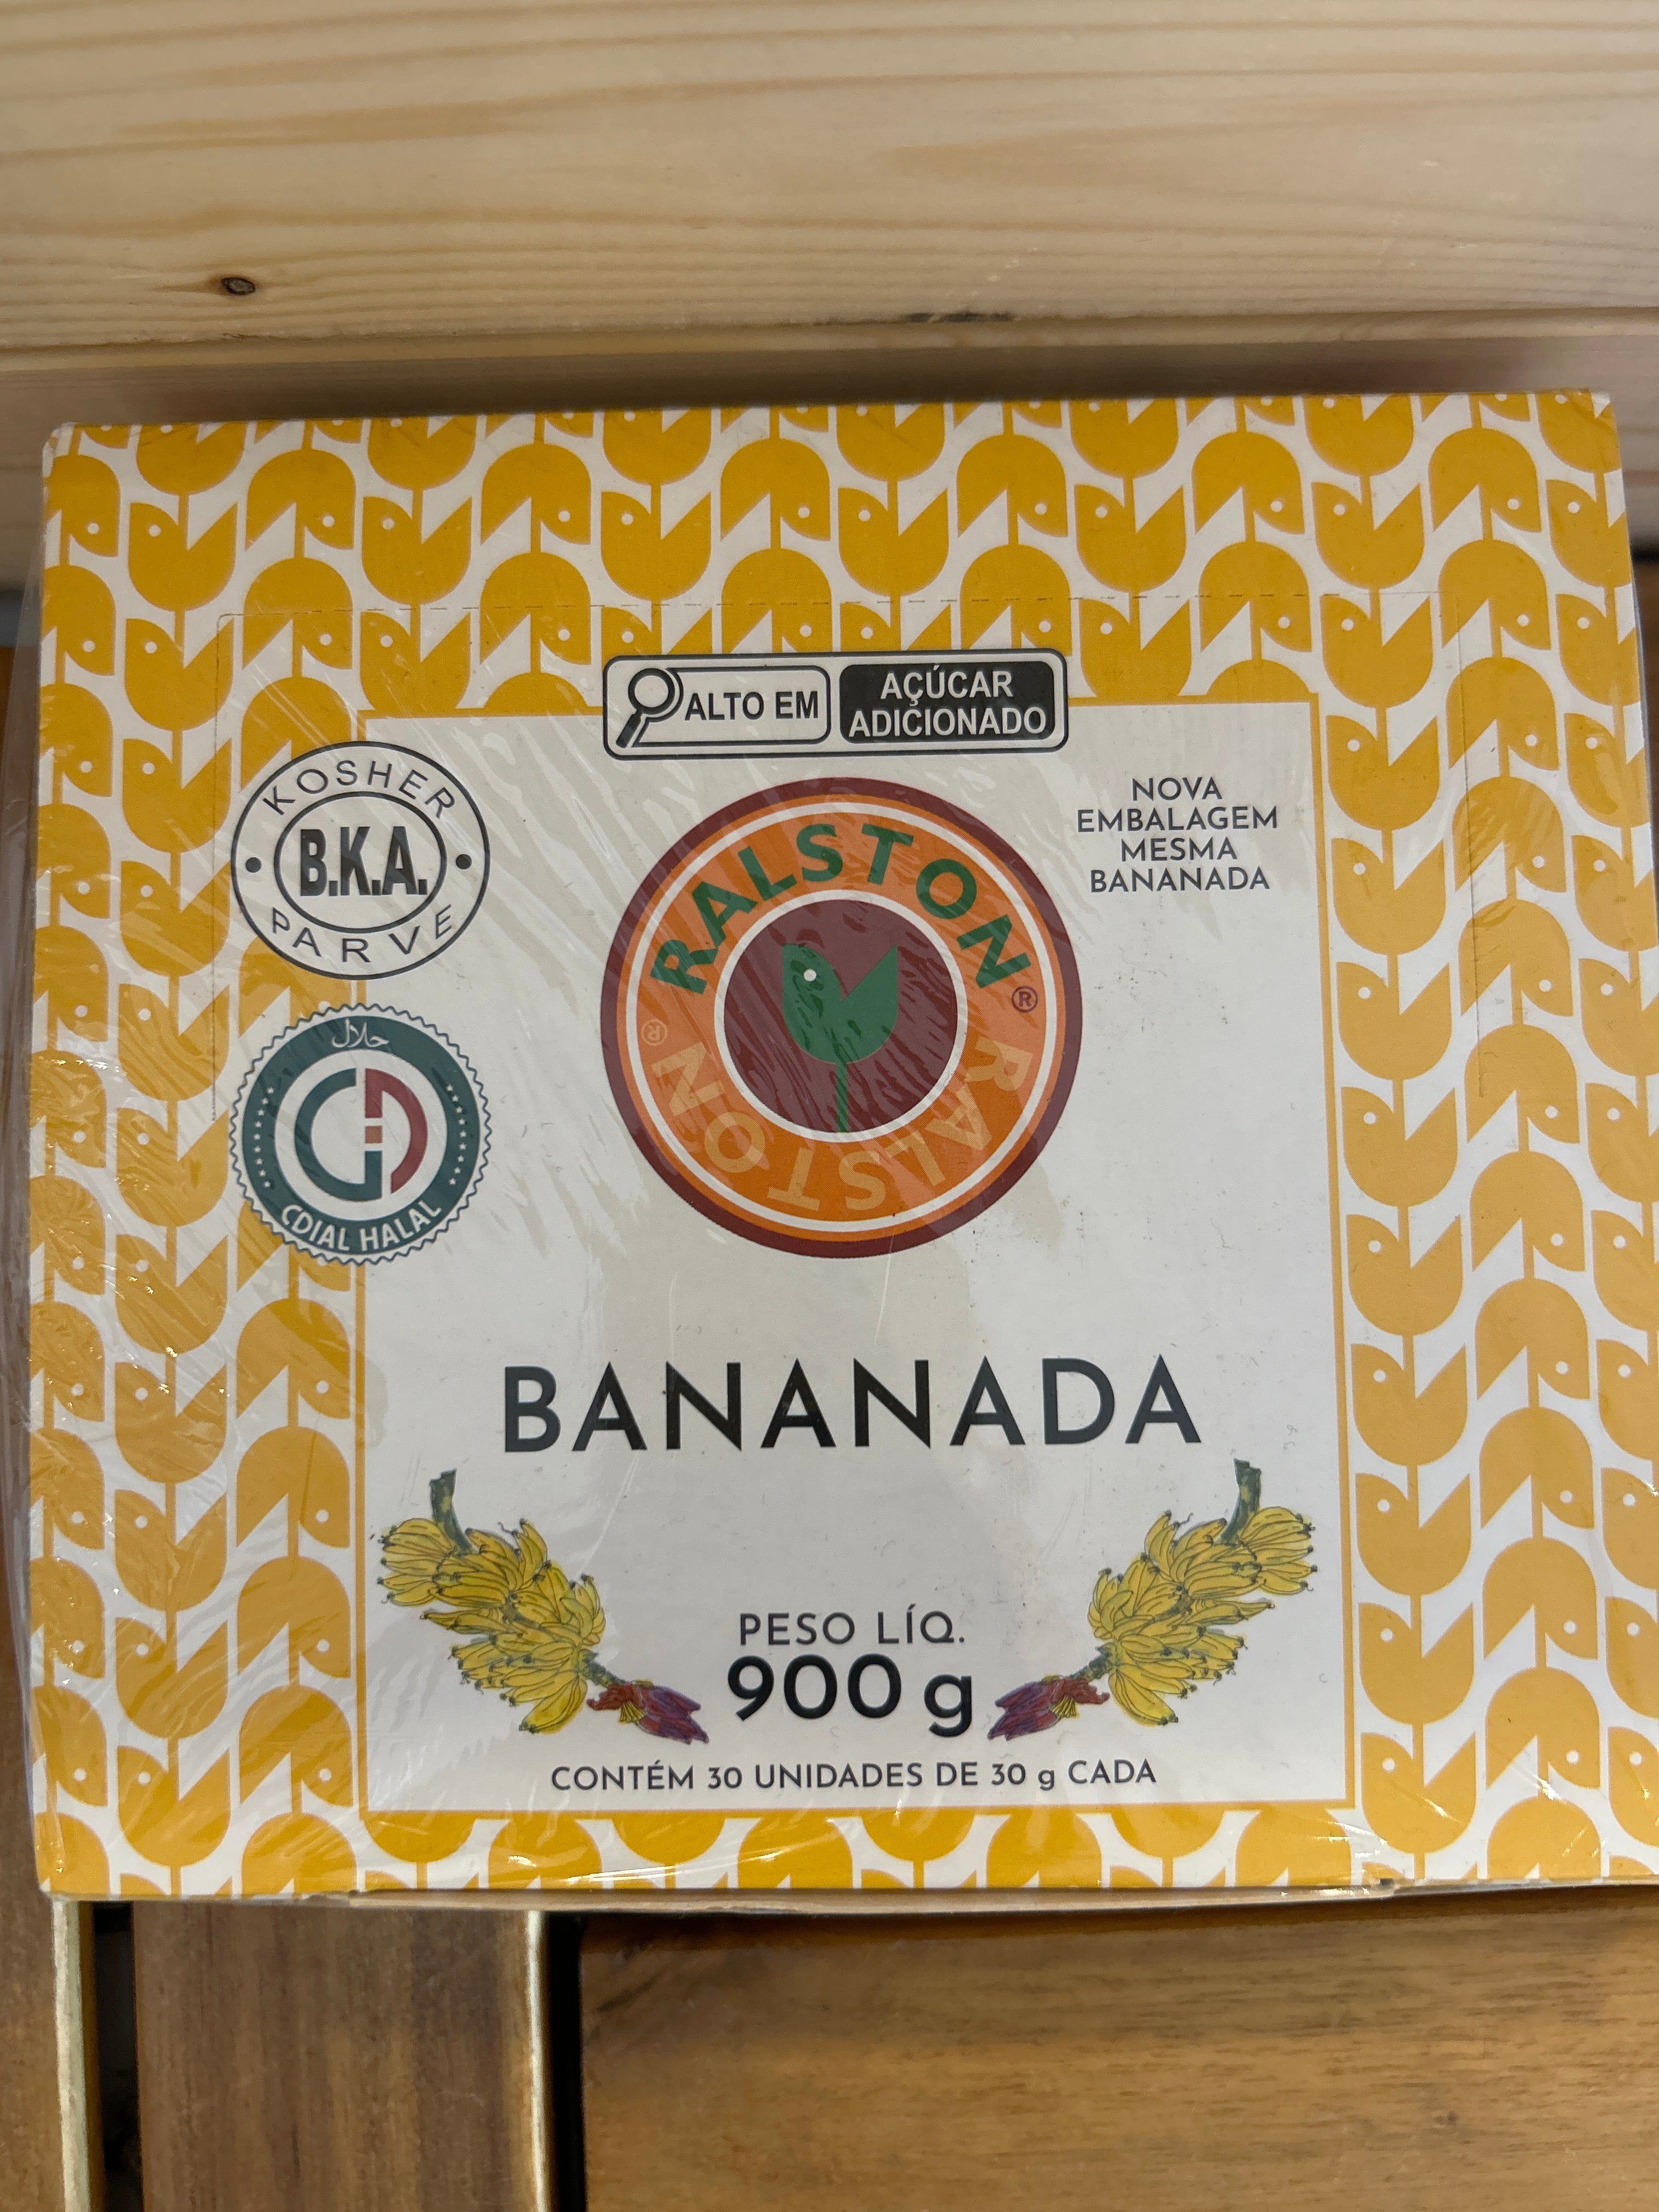 ALTO EM
AÇÚCAR
ADICIONADO
KOSHER
B.K.A.
PARVE
NOVA
EMBALAGEM
MESMA
BANANADA
RALSTON®
RALSTON®
حلال
CDIAL HALAL
BANANADA
PESO LÍQ.
900 g
CONTÉM 30 UNIDADES DE 30 g CADA